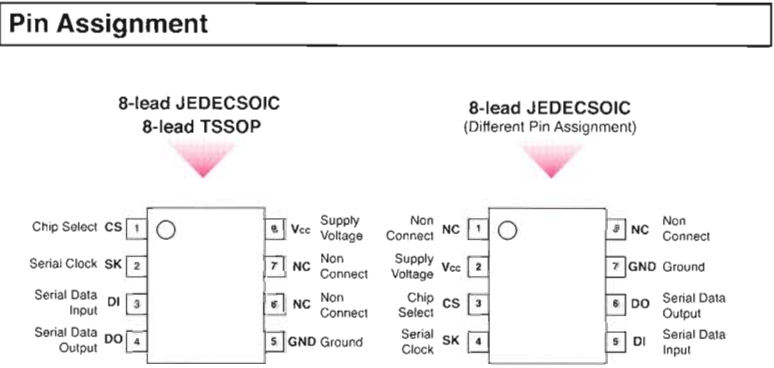 Pin Assignment
8-lead JEDECSOIC
8-lead TSSOP
Chip Select CS 1
Serial Clock SK 2
Serial Data
Input
DI 3
Serial Data
Output
DO 4
8 Vcc Supply
Voltage
7 NC Non
Connect
6 NC Non
Connect
5 GND Ground
8-lead JEDECSOIC
(Different Pin Assignment)
Non
Connect
NC 1
Supply
Voltage
Vcc 2
Chip
Select
CS 3
Serial
Clock
SK 4
8 NC Non
Connect
7 GND Ground
6 DO Serial Data
Output
5 DI Serial Data
Input